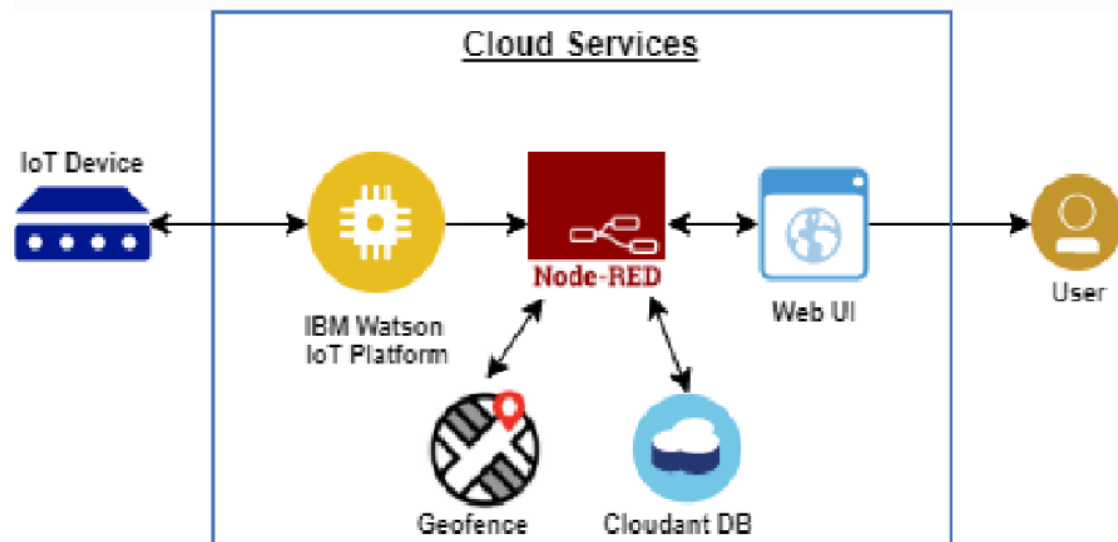 Cloud Services
IoT Device
Node-RED
IBM Watson
IoT Platform
Web UI
User
Geofence
Cloudant DB